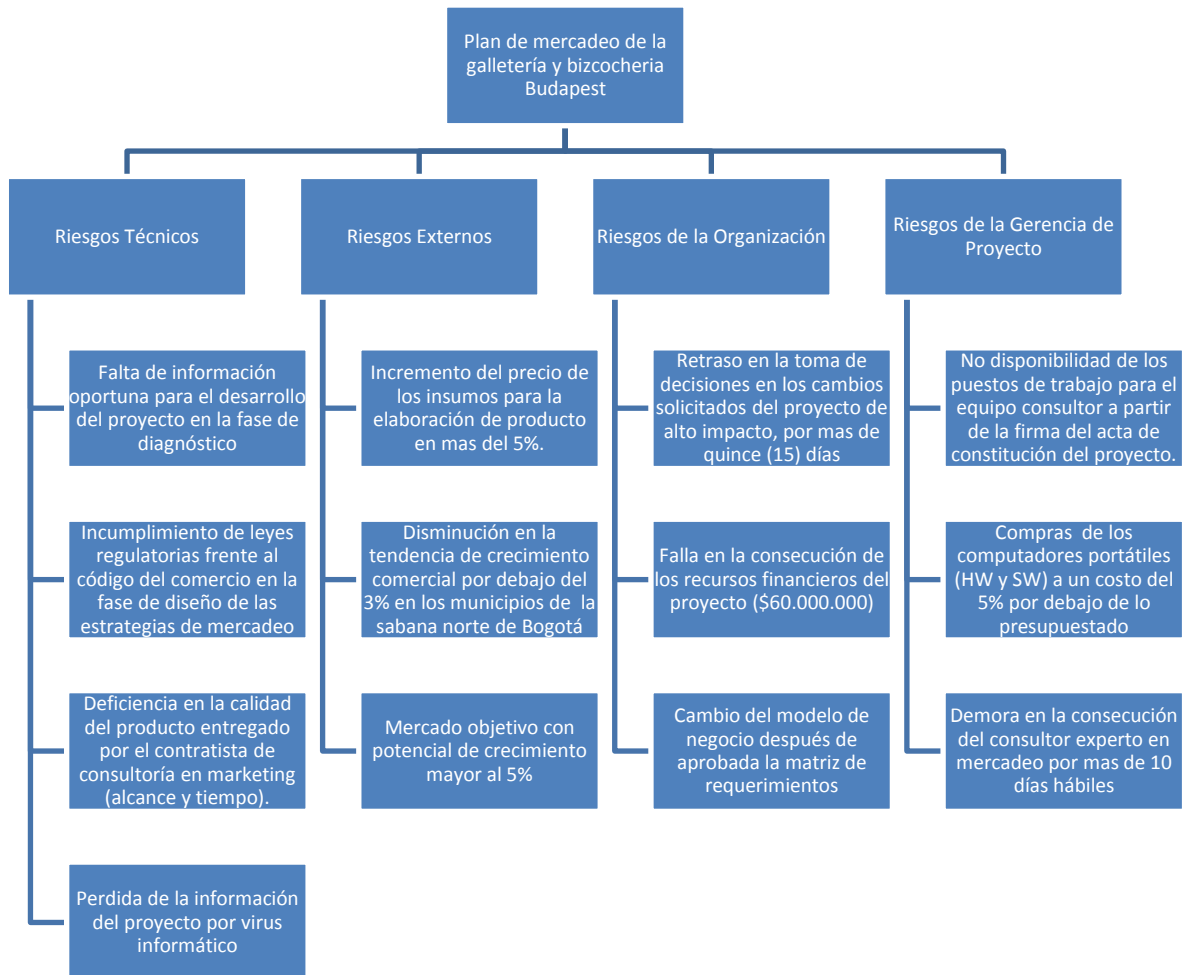 Plan de mercadeo de la
galletería y bizcocheria
Budapest
Riesgos Técnicos
Falta de información
oportuna para el desarrollo
del proyecto en la fase de
diagnóstico
Incumplimiento de leyes
regulatorias frente al
código del comercio en la
fase de diseño de las
estrategias de mercadeo
Deficiencia en la calidad
del producto entregado
por el contratista de
consultoría en marketing
(alcance y tiempo).
Perdida de la información
del proyecto por virus
informático
Riesgos Externos
Incremento del precio de
los insumos para la
elaboración de producto
en mas del 5%.
Disminución en la
tendencia de crecimiento
comercial por debajo del
3% en los municipios de la
sabana norte de Bogotá
Mercado objetivo con
potencial de crecimiento
mayor al 5%
Riesgos de la Organización
Retraso en la toma de
decisiones en los cambios
solicitados del proyecto de
alto impacto, por mas de
quince (15) días
Falla en la consecución de
los recursos financieros del
proyecto ($60.000.000)
Cambio del modelo de
negocio después de
aprobada la matriz de
requerimientos
Riesgos de la Gerencia de
Proyecto
No disponibilidad de los
puestos de trabajo para el
equipo consultor a partir
de la firma del acta de
constitución del proyecto.
Compras de los
computadores portátiles
(HW y SW) a un costo del
5% por debajo de lo
presupuestado
Demora en la consecución
del consultor experto en
mercadeo por mas de 10
días hábiles